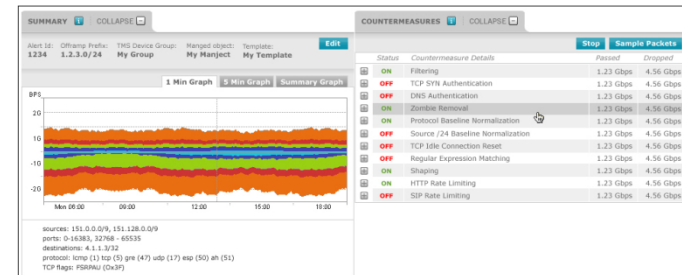 SUMMARY i COLLAPSE
Alert Id: Offramp Prefix: TMS Device Group: Manged object: Template: Edit
1234 1.2.3.0/24 My Group My Manject My Template
1 Min Graph 5 Min Graph Summary Graph
BPS
2G
1G
-1G
-2G
Mon 06:00 09:00 12:00 15:00 18:00
sources: 151.0.0.0/9, 151.128.0.0/9
ports: 0-16383, 32768 - 65535
destinations: 4.1.1.3/32
protocol: icmp (1) tcp (5) gre (47) udp (17) esp (50) ah (51)
TCP flags: FSRPAU (0x3F)
COUNTERMEASURES i COLLAPSE
Stop Sample Packets
Status Countermeasure Details Passed Dropped
ON Filtering 1.23 Gbps 4.56 Gbps
OFF TCP SYN Authentication 1.23 Gbps 4.56 Gbps
OFF DNS Authentication 1.23 Gbps 4.56 Gbps
ON Zombie Removal 1.23 Gbps 4.56 Gbps
ON Protocol Baseline Normalization 1.23 Gbps 4.56 Gbps
OFF Source /24 Baseline Normalization 1.23 Gbps 4.56 Gbps
OFF TCP Idle Connection Reset 1.23 Gbps 4.56 Gbps
OFF Regular Expression Matching 1.23 Gbps 4.56 Gbps
ON Shaping 1.23 Gbps 4.56 Gbps
ON HTTP Rate Limiting 1.23 Gbps 4.56 Gbps
OFF SIP Rate Limiting 1.23 Gbps 4.56 Gbps